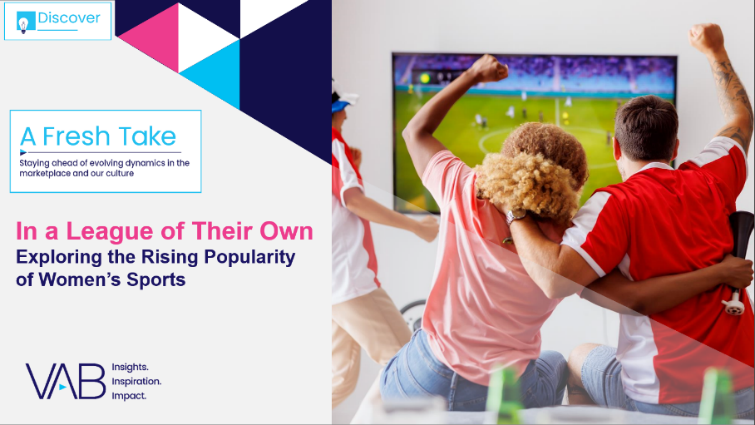 Discover
A Fresh Take
Staying ahead of evolving dynamics in the
marketplace and our culture
In a League of Their Own
Exploring the Rising Popularity
of Women's Sports
VAB
Insights.
Inspiration.
Impact.